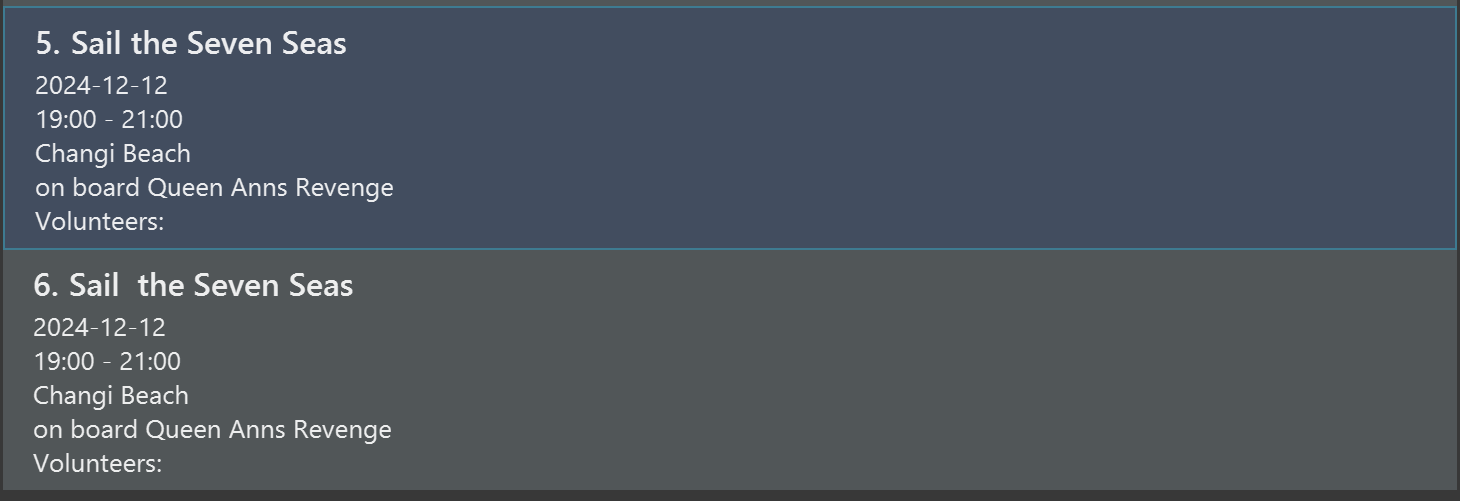 5. Sail the Seven Seas
2024-12-12
19:00 - 21:00
Changi Beach
on board Queen Anns Revenge
Volunteers:
6. Sail  the Seven Seas
2024-12-12
19:00 - 21:00
Changi Beach
on board Queen Anns Revenge
Volunteers: